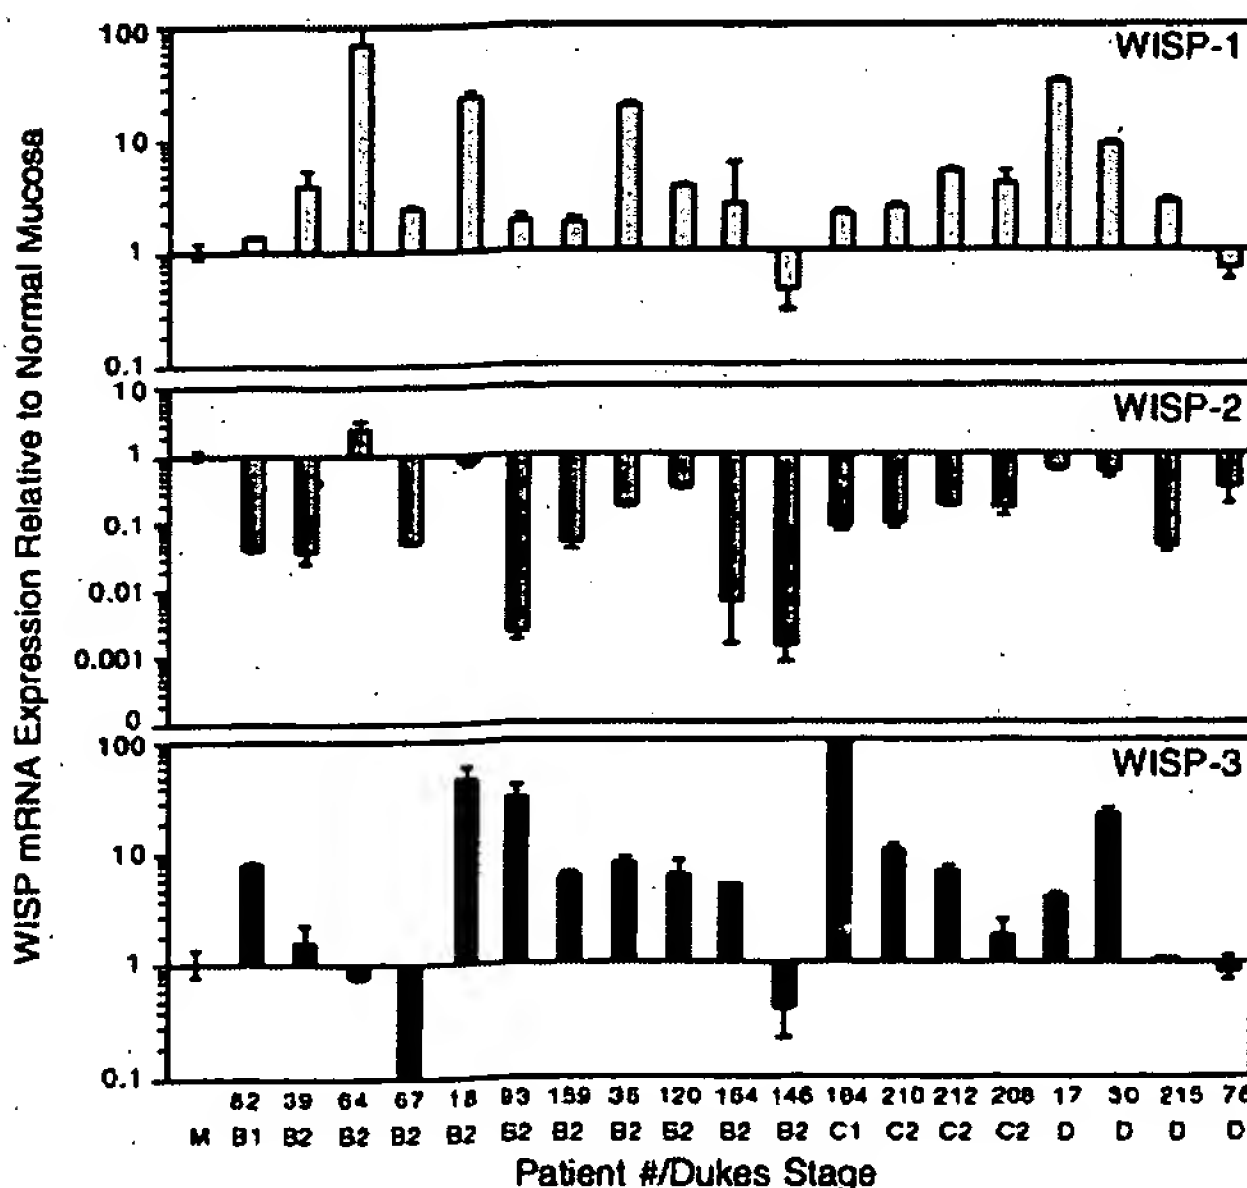 WISP mRNA Expression Relative to Normal Mucosa
WISP-1
100
10
1
0.1
WISP-2
10
1
0.1
0.01
0.001
0
WISP-3
100
10
1
0.1
39 64 67 18 93 159 120 164 146 210 212 208 17 30 215
M B1 B2 B2 B2 B2 B2 B2 B2 B2 B2 B2 C1 C2 C2 C2 D D D D
Patient #/Dukes Stage